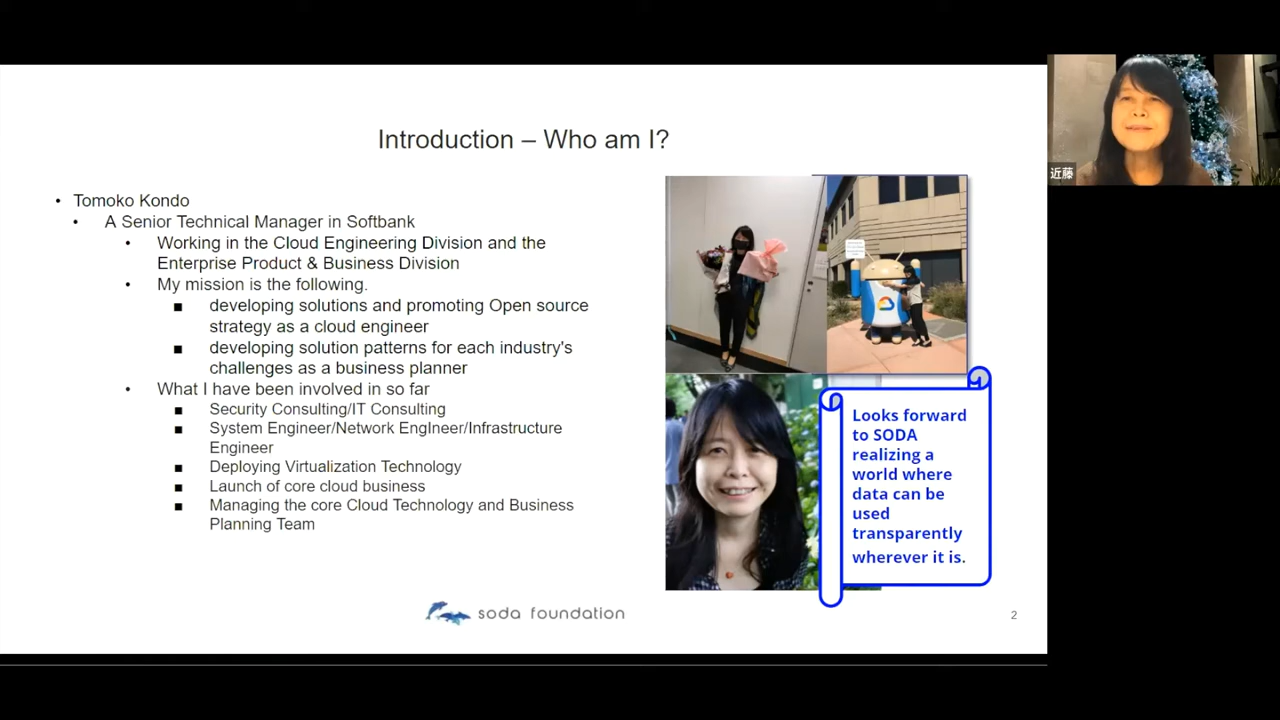 Introduction – Who am I?
• Tomoko Kondo
• A Senior Technical Manager in Softbank
• Working in the Cloud Engineering Division and the
Enterprise Product & Business Division
• My mission is the following.
■ developing solutions and promoting Open source
strategy as a cloud engineer
■ developing solution patterns for each industry's
challenges as a business planner
• What I have been involved in so far
■ Security Consulting/IT Consulting
■ System Engineer/Network EngIneer/Infrastructure
Engineer
■ Deploying Virtualization Technology
■ Launch of core cloud business
■ Managing the core Cloud Technology and Business
Planning Team
Looks forward
to SODA
realizing a
world where
data can be
used
transparently
wherever it is.
soda foundation
2
近藤